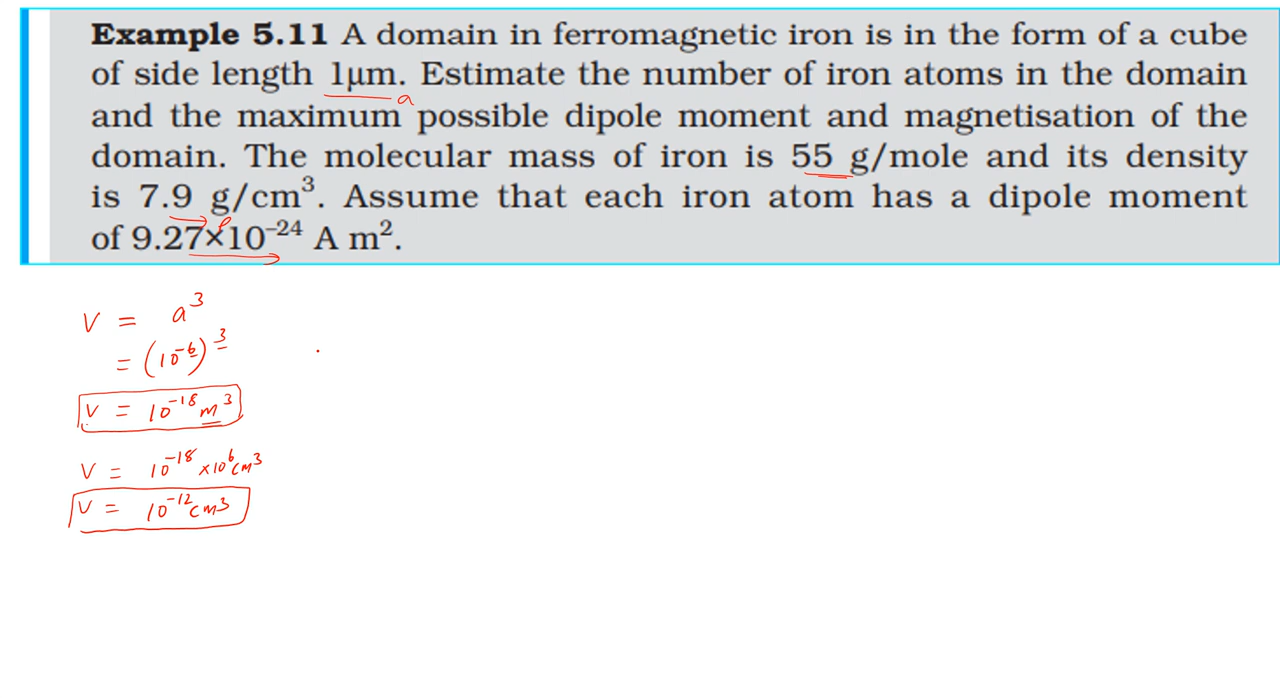 Example 5.11 A domain in ferromagnetic iron is in the form of a cube
of side length 1µm. Estimate the number of iron atoms in the domain
a
and the maximum possible dipole moment and magnetisation of the
domain. The molecular mass of iron is 55 g/mole and its density
is 7.9 g/cm³. Assume that each iron atom has a dipole moment
ρ
of 9.27×10⁻²⁴ A m².
V = a³
= (10⁻⁶)³
V = 10⁻¹⁸ m³
V = 10⁻¹⁸ ×10⁶ cm³
V = 10⁻¹² cm³